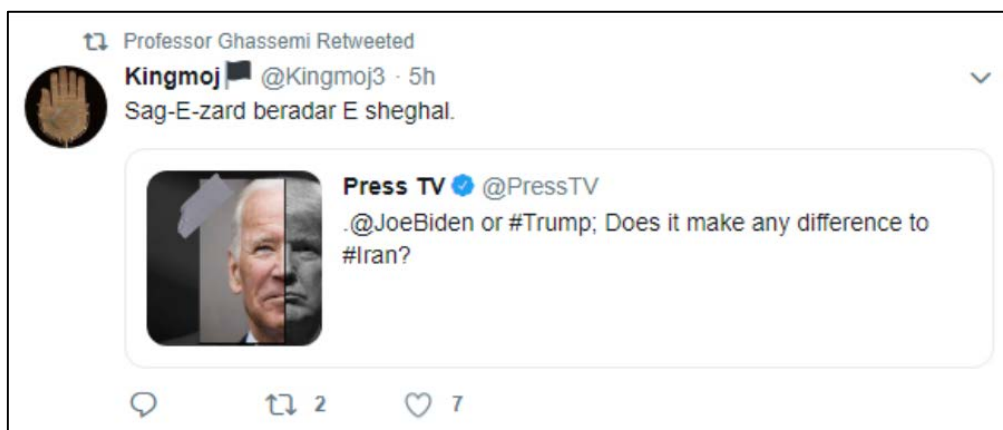 Professor Ghassemi Retweeted
Kingmoj🏴 @Kingmoj3 · 5h
Sag-E-zard beradar E sheghal.
Press TV @PressTV
.@JoeBiden or #Trump; Does it make any difference to
#Iran?
2 7